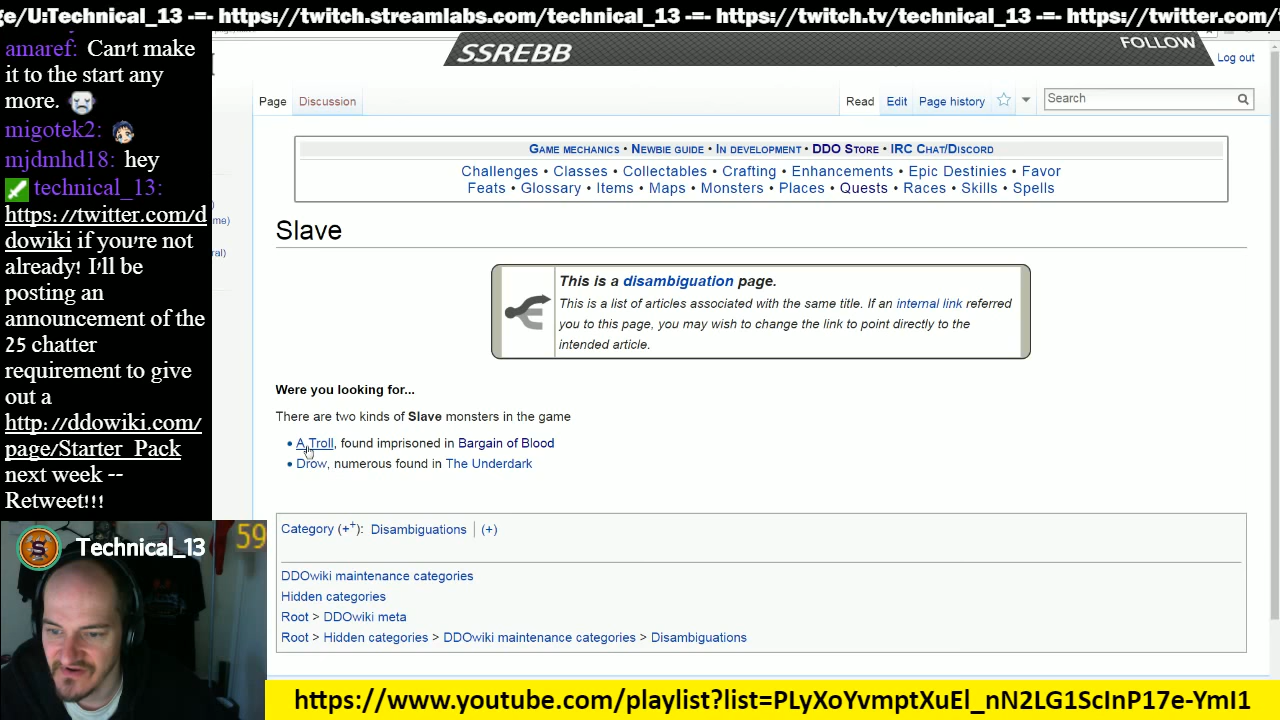 ge/U:Technical_13 -=- https://twitch.streamlabs.com/technical_13 -=- https://twitch.tv/technical_13 -=- https://twitter.com/
amaref: Can't make
it to the start any
more.
migotek2:
mjdmhd18: hey
technical_13:
https://twitter.com/d
dowiki if you're not
already! I'll be
posting an
announcement of the
25 chatter
requirement to give
out a
http://ddowiki.com/
page/Starter_Pack
next week --
Retweet!!!
Technical_13
59
SSREBB
FOLLOW
Log out
Page
Discussion
Read
Edit
Page history
Search
me)
ral)
Game mechanics • Newbie guide • In development • DDO Store • IRC Chat/Discord
Challenges • Classes • Collectables • Crafting • Enhancements • Epic Destinies • Favor
Feats • Glossary • Items • Maps • Monsters • Places • Quests • Races • Skills • Spells
Slave
This is a disambiguation page.
This is a list of articles associated with the same title. If an internal link referred
you to this page, you may wish to change the link to point directly to the
intended article.
Were you looking for...
There are two kinds of Slave monsters in the game
• A Troll, found imprisoned in Bargain of Blood
• Drow, numerous found in The Underdark
Category (++): Disambiguations | (+)
DDOwiki maintenance categories
Hidden categories
Root > DDOwiki meta
Root > Hidden categories > DDOwiki maintenance categories > Disambiguations
https://www.youtube.com/playlist?list=PLyXoYvmptXuEl_nN2LG1ScInP17e-YmI1